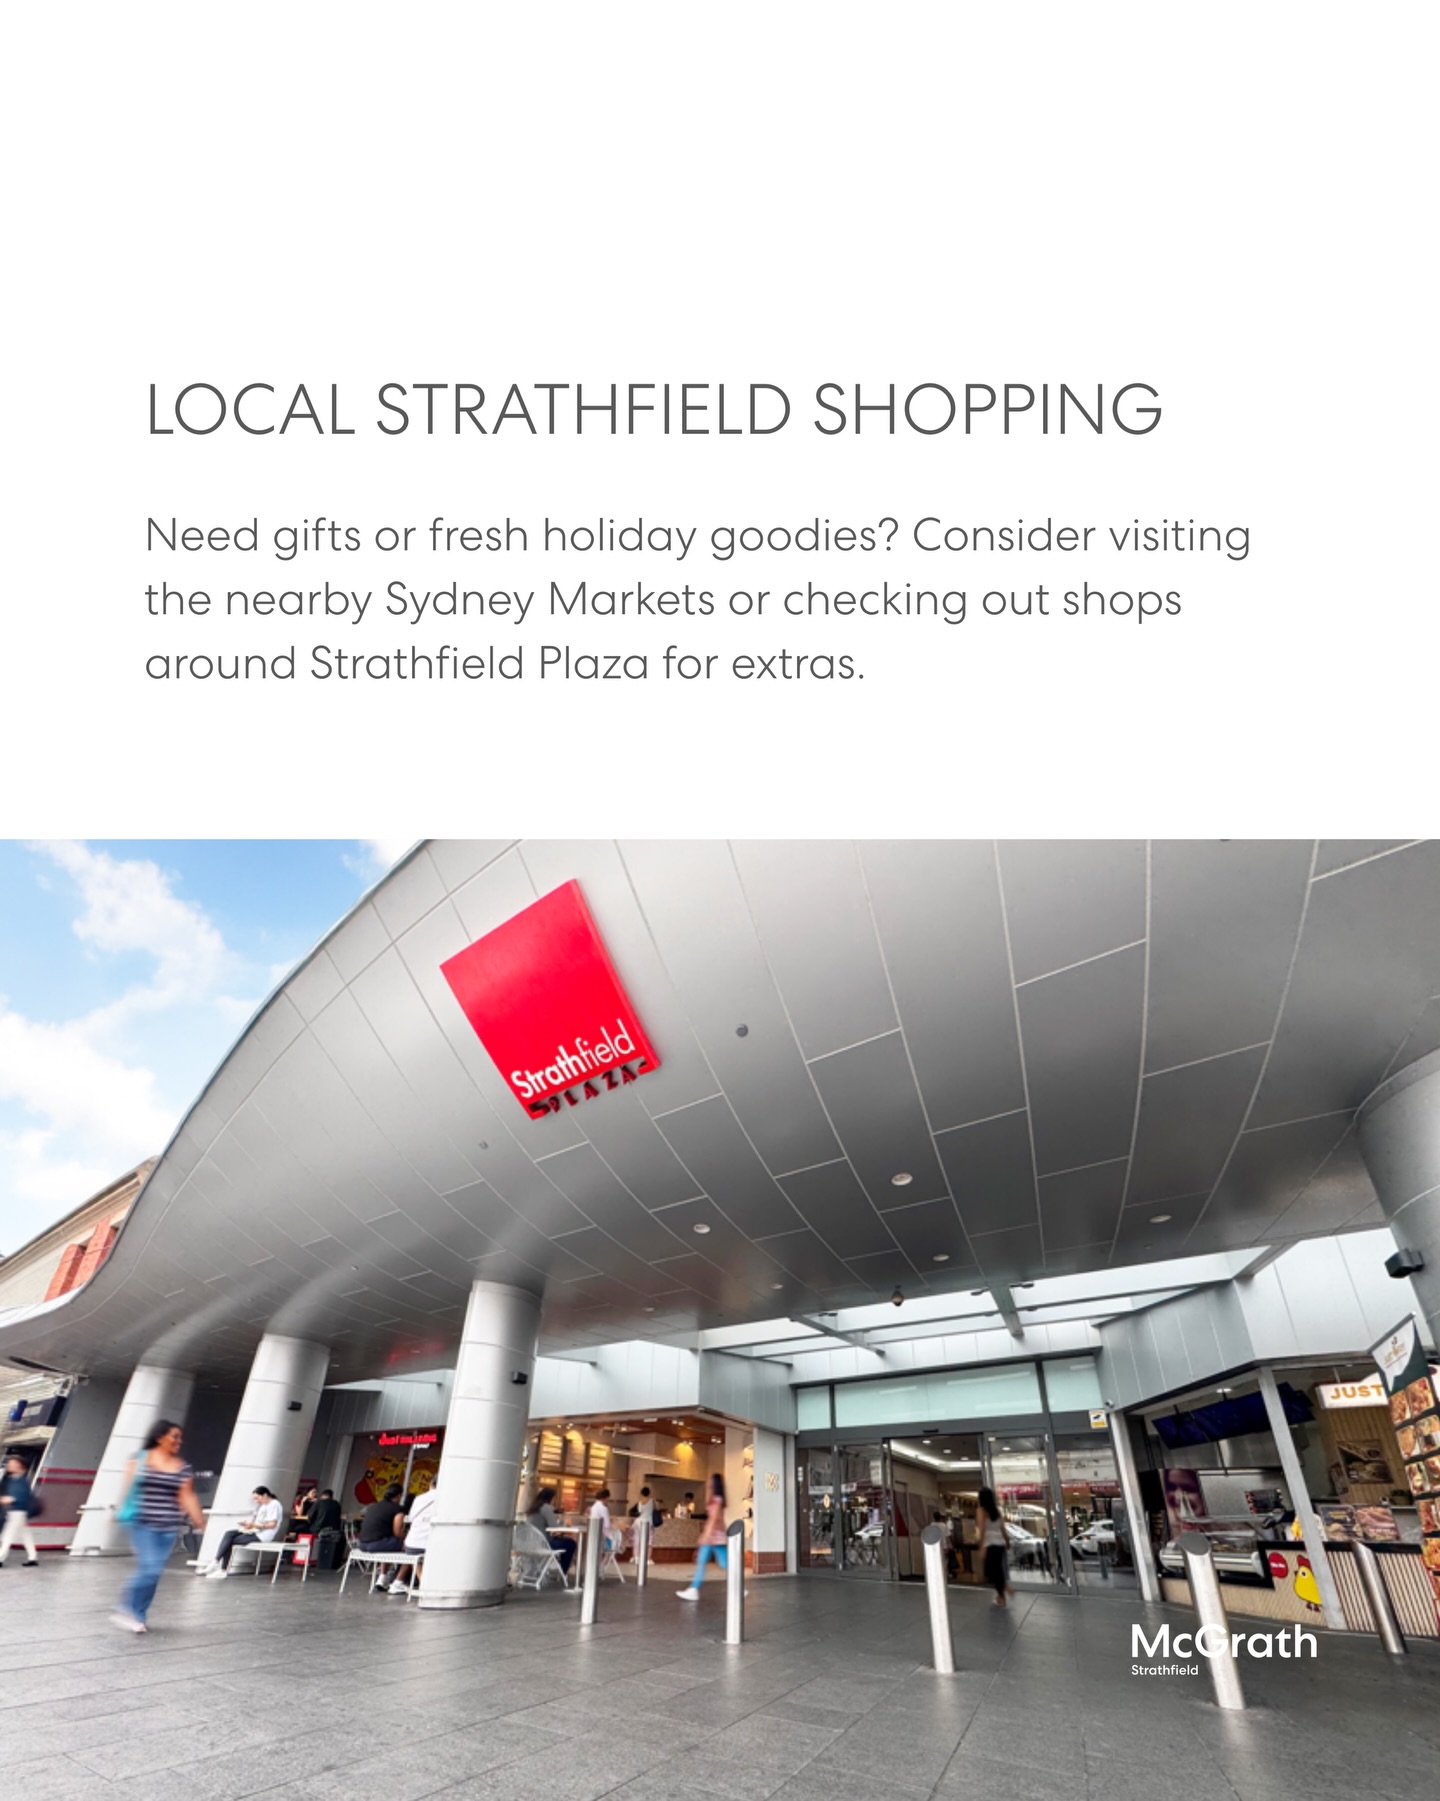 LOCAL STRATHFIELD SHOPPING
Need gifts or fresh holiday goodies? Consider visiting
the nearby Sydney Markets or checking out shops
around Strathfield Plaza for extras.
Strathfield
PLAZA
JUST
McGrath
Strathfield